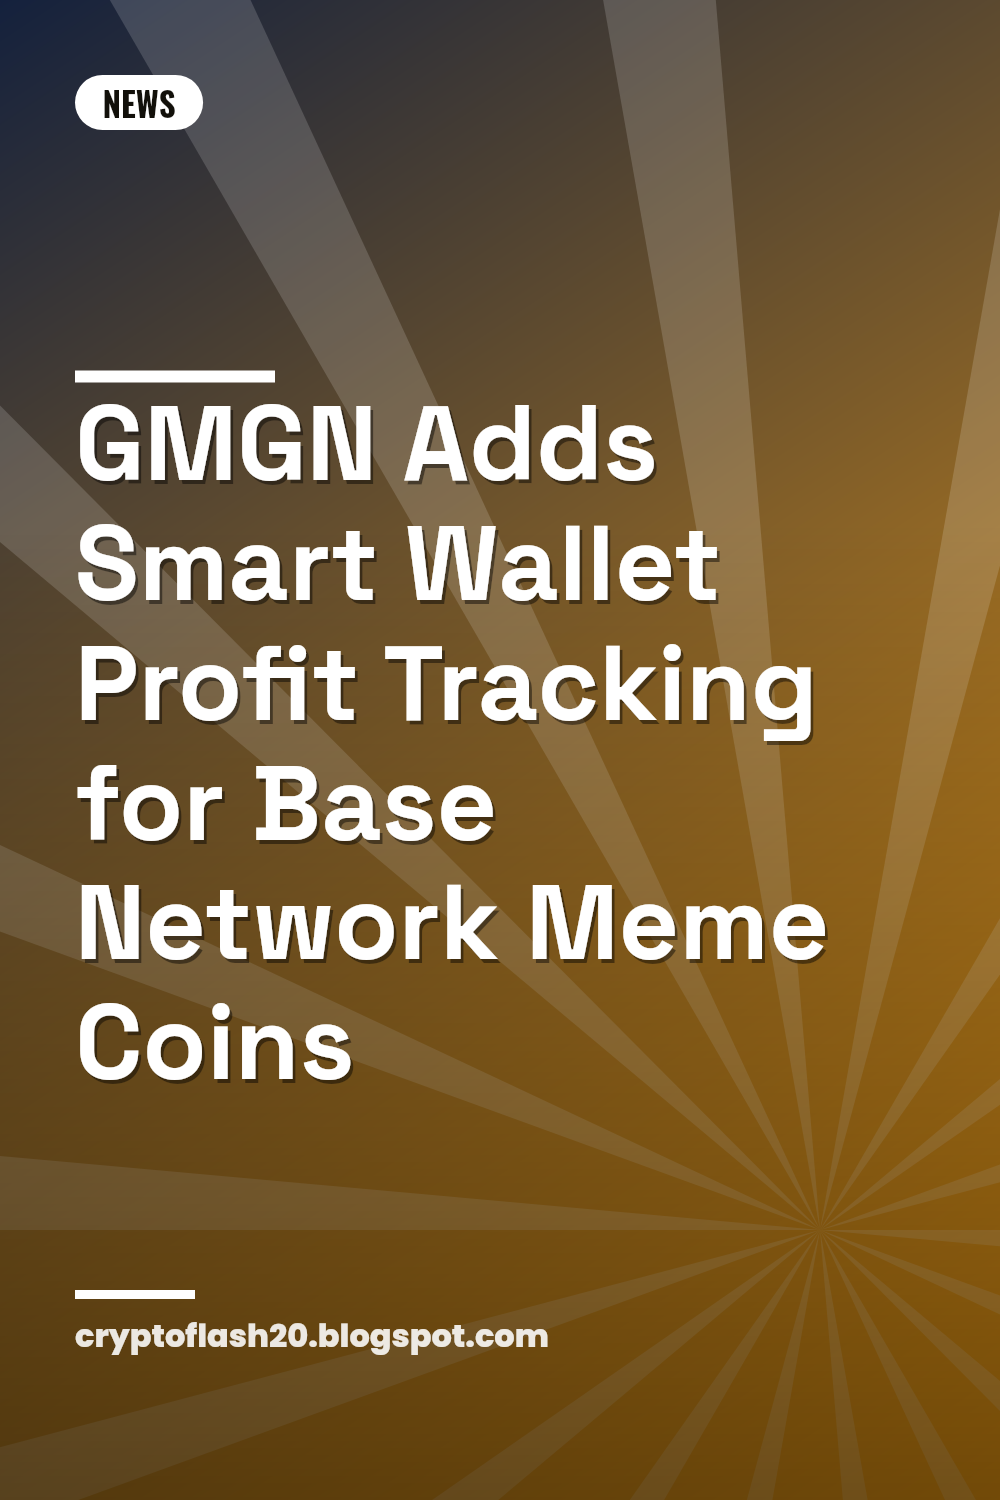 NEWS
GMGN Adds
Smart Wallet
Profit Tracking
for Base
Network Meme
Coins
cryptoflash20.blogspot.com